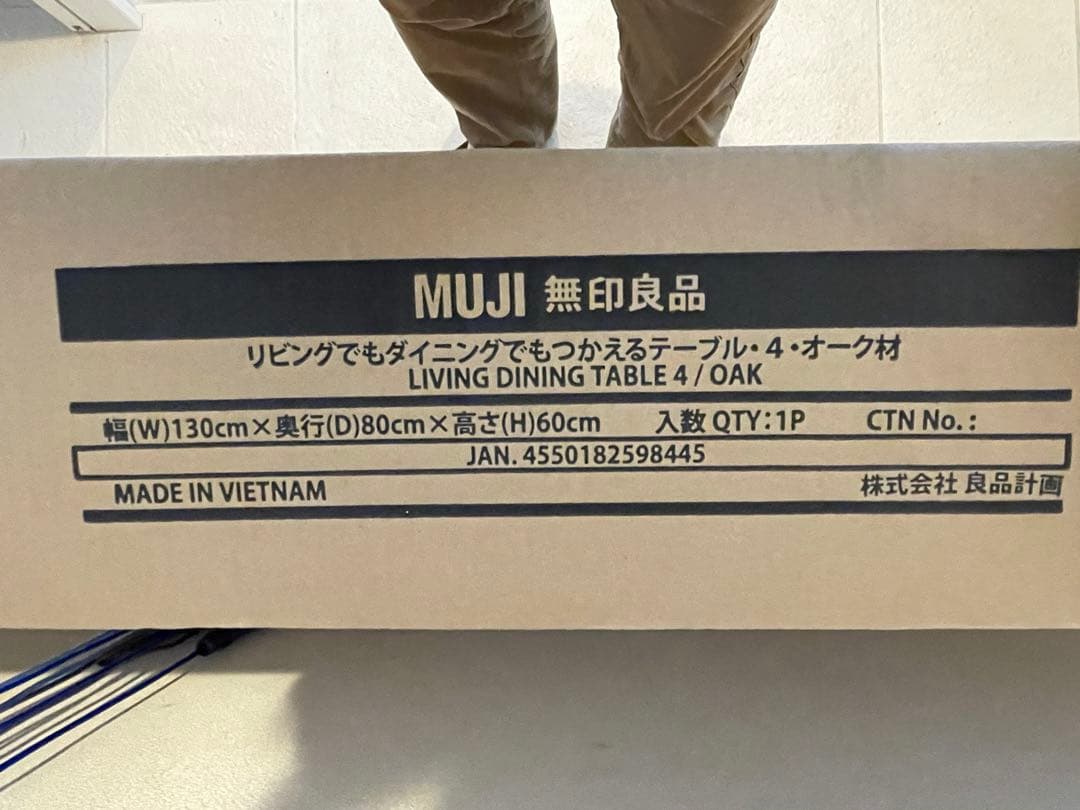 MUJI 無印良品
リビングでもダイニングでもつかえるテーブル・4・オーク材
LIVING DINING TABLE 4 / OAK
幅(W)130cm×奥行(D)80cm×高さ(H)60cm 入数 QTY:1P CTN No. :
JAN. 4550182598445
MADE IN VIETNAM 株式会社 良品計画